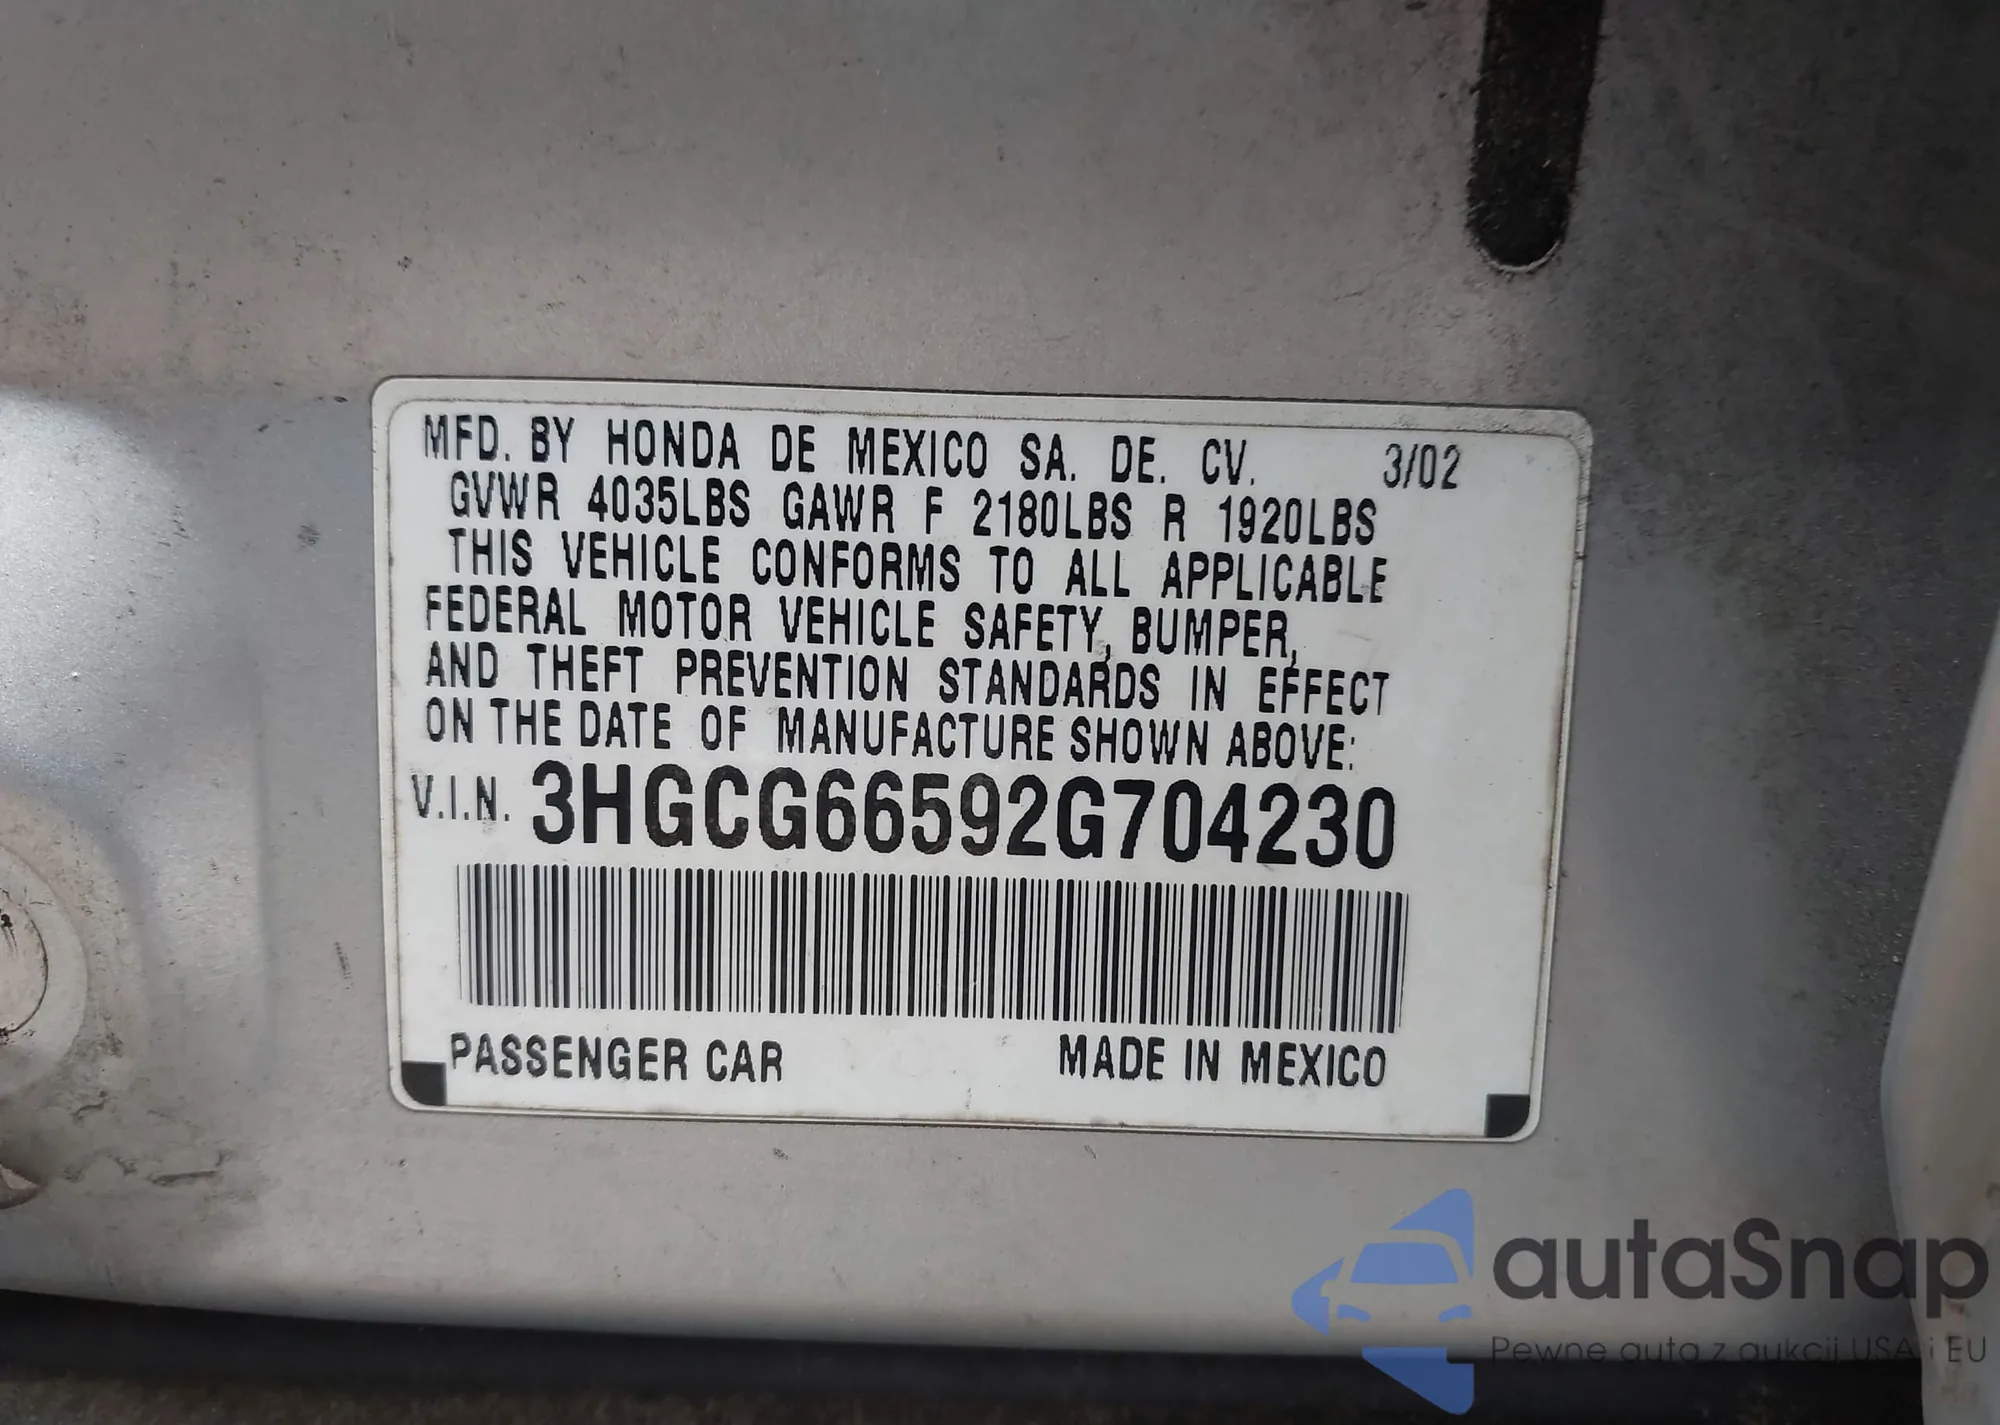 MFD. BY HONDA DE MEXICO SA. DE. CV. 3/02
GVWR 4035LBS GAWR F 2180LBS R 1920LBS
THIS VEHICLE CONFORMS TO ALL APPLICABLE
FEDERAL MOTOR VEHICLE SAFETY, BUMPER,
AND THEFT PREVENTION STANDARDS IN EFFECT
ON THE DATE OF MANUFACTURE SHOWN ABOVE:
V.I.N. 3HGCG66592G704230
PASSENGER CAR MADE IN MEXICO
autaSnap
Pewne auta z aukcji USA i EU